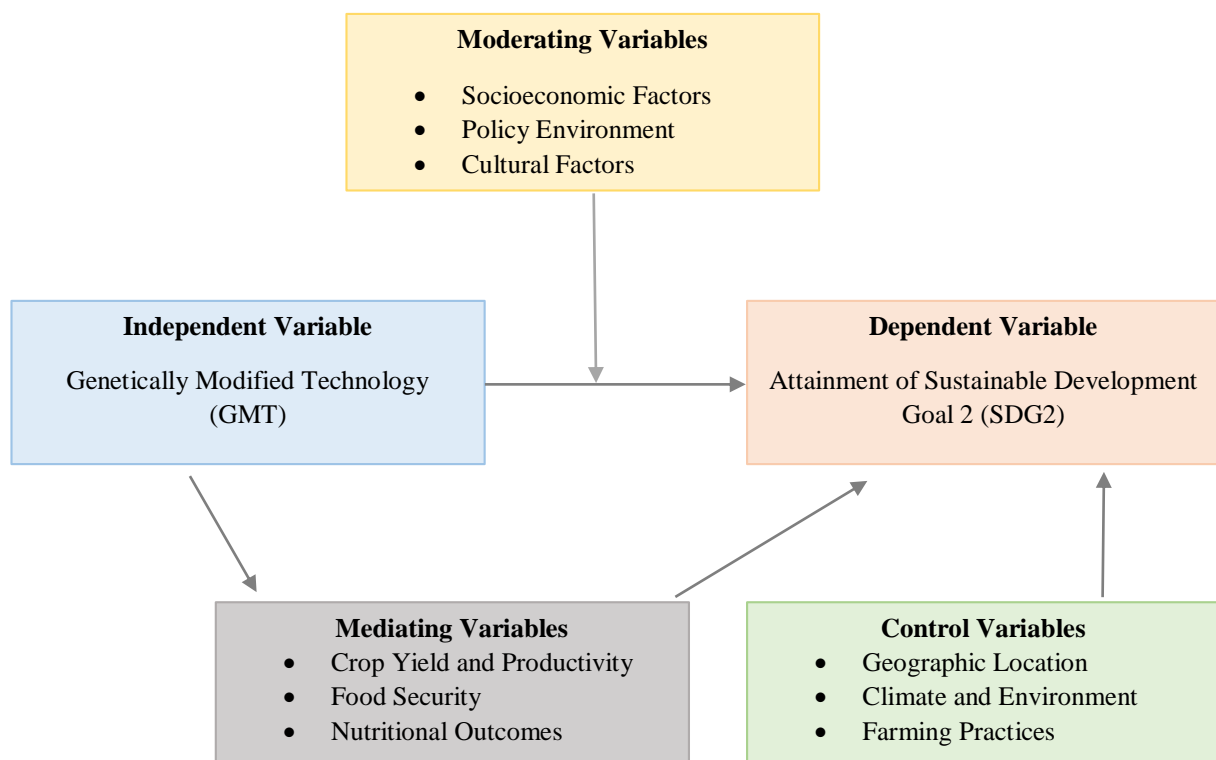 Moderating Variables
• Socioeconomic Factors
• Policy Environment
• Cultural Factors
Independent Variable
Genetically Modified Technology
(GMT)
Dependent Variable
Attainment of Sustainable Development
Goal 2 (SDG2)
Mediating Variables
• Crop Yield and Productivity
• Food Security
• Nutritional Outcomes
Control Variables
• Geographic Location
• Climate and Environment
• Farming Practices